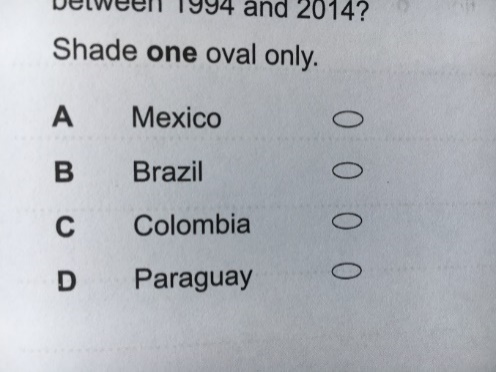 between 1994 and 2014?
Shade one oval only.
A Mexico
B Brazil
C Colombia
D Paraguay